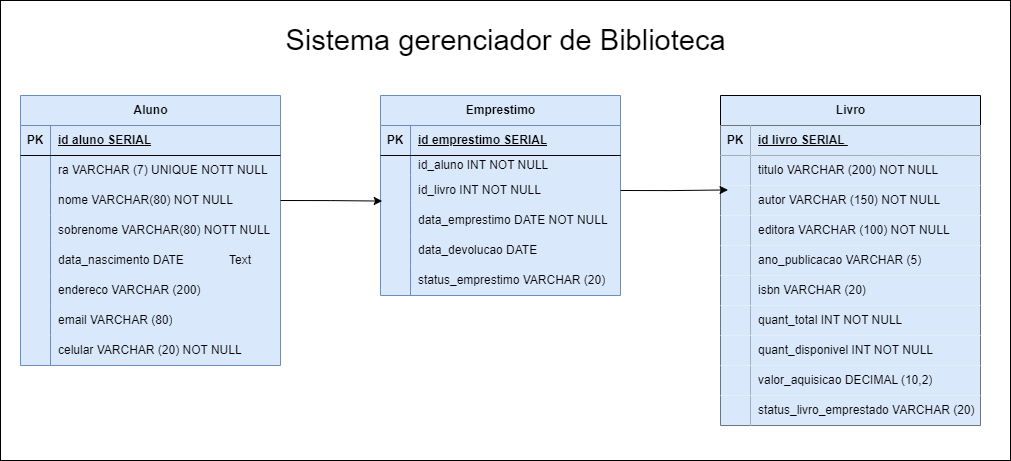 Sistema gerenciador de Biblioteca
Aluno
PK id aluno SERIAL
ra VARCHAR (7) UNIQUE NOTT NULL
nome VARCHAR(80) NOT NULL
sobrenome VARCHAR(80) NOTT NULL
data_nascimento DATE Text
endereco VARCHAR (200)
email VARCHAR (80)
celular VARCHAR (20) NOT NULL
Emprestimo
PK id emprestimo SERIAL
id_aluno INT NOT NULL
id_livro INT NOT NULL
data_emprestimo DATE NOT NULL
data_devolucao DATE
status_emprestimo VARCHAR (20)
Livro
PK id livro SERIAL
titulo VARCHAR (200) NOT NULL
autor VARCHAR (150) NOT NULL
editora VARCHAR (100) NOT NULL
ano_publicacao VARCHAR (5)
isbn VARCHAR (20)
quant_total INT NOT NULL
quant_disponivel INT NOT NULL
valor_aquisicao DECIMAL (10,2)
status_livro_emprestado VARCHAR (20)